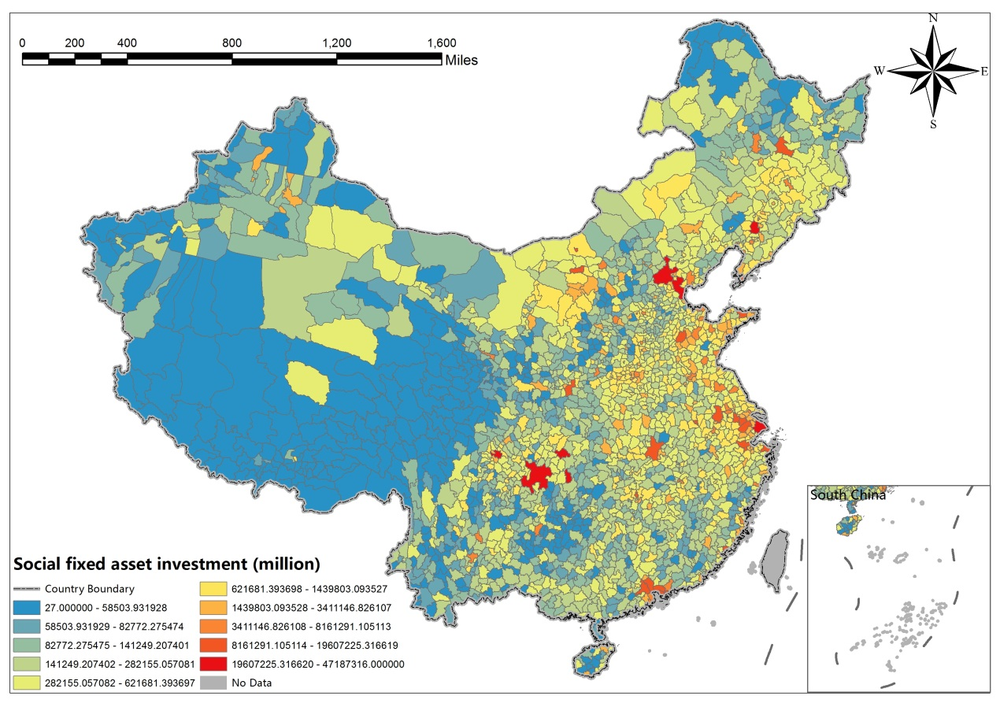 0 200 400 800 1,200 1,600
Miles
N
W E
S
South China
Social fixed asset investment (million)
Country Boundary
27.000000 - 58503.931928
58503.931929 - 82772.275474
82772.275475 - 141249.207401
141249.207402 - 282155.057081
282155.057082 - 621681.393697
621681.393698 - 1439803.093527
1439803.093528 - 3411146.826107
3411146.826108 - 8161291.105113
8161291.105114 - 19607225.316619
19607225.316620 - 47187316.000000
No Data